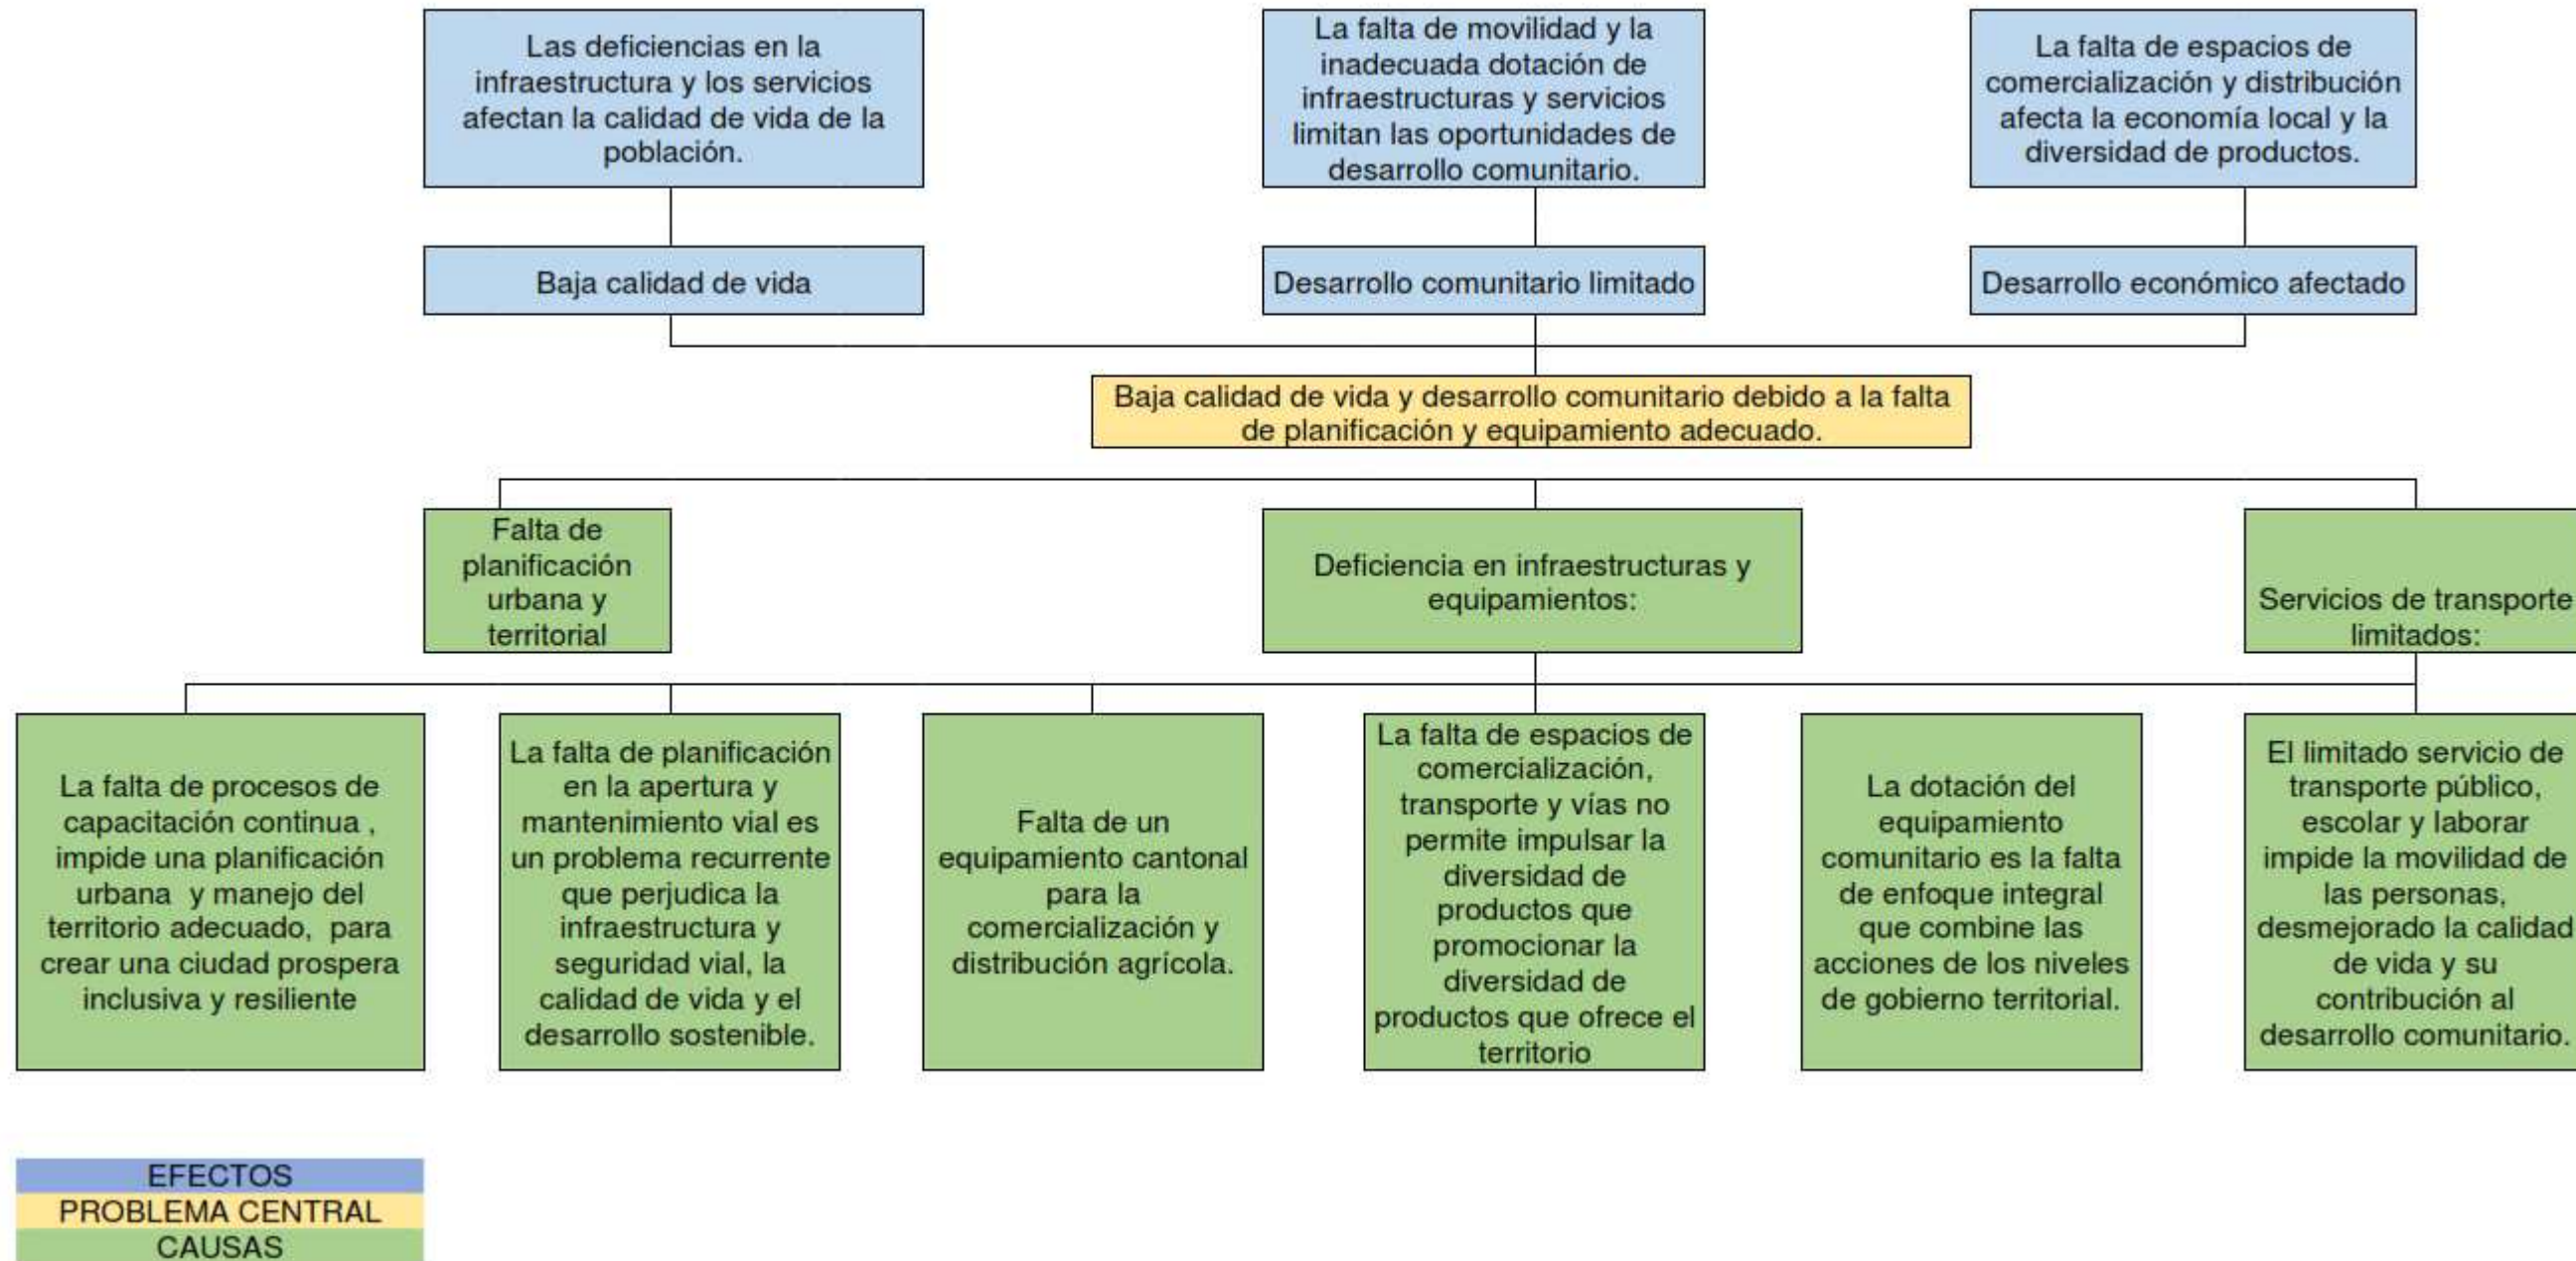 Las deficiencias en la
infraestructura y los servicios
afectan la calidad de vida de la
población.
La falta de movilidad y la
inadecuada dotación de
infraestructuras y servicios
limitan las oportunidades de
desarrollo comunitario.
La falta de espacios de
comercialización y distribución
afecta la economía local y la
diversidad de productos.
Baja calidad de vida
Desarrollo comunitario limitado
Desarrollo económico afectado
Baja calidad de vida y desarrollo comunitario debido a la falta
de planificación y equipamiento adecuado.
Falta de
planificación
urbana y
territorial
Deficiencia en infraestructuras y
equipamientos:
Servicios de transporte
limitados:
La falta de procesos de
capacitación continua ,
impide una planificación
urbana  y manejo del
territorio adecuado,  para
crear una ciudad prospera
inclusiva y resiliente
La falta de planificación
en la apertura y
mantenimiento vial es
un problema recurrente
que perjudica la
infraestructura y
seguridad vial, la
calidad de vida y el
desarrollo sostenible.
Falta de un
equipamiento cantonal
para la
comercialización y
distribución agrícola.
La falta de espacios de
comercialización,
transporte y vías no
permite impulsar la
diversidad de
productos que
promocionar la
diversidad de
productos que ofrece el
territorio
La dotación del
equipamiento
comunitario es la falta
de enfoque integral
que combine las
acciones de los niveles
de gobierno territorial.
El limitado servicio de
transporte público,
escolar y laborar
impide la movilidad de
las personas,
desmejorado la calidad
de vida y su
contribución al
desarrollo comunitario.
EFECTOS
PROBLEMA CENTRAL
CAUSAS